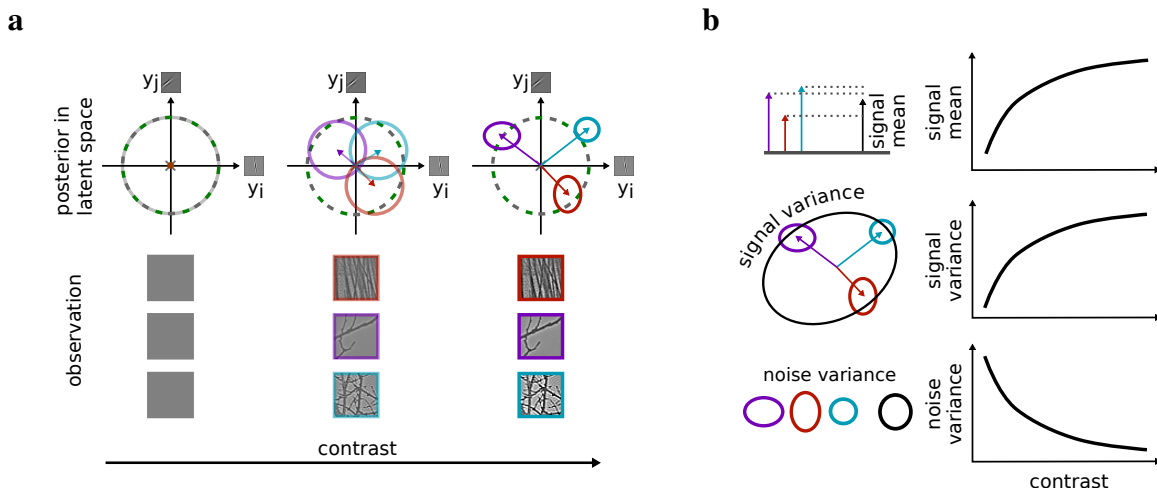 a
posterior in
latent space
yj
yi
yj
yi
yj
yi
observation
contrast
b
signal
mean
signal
mean
signal variance
signal
variance
noise variance
noise
variance
contrast